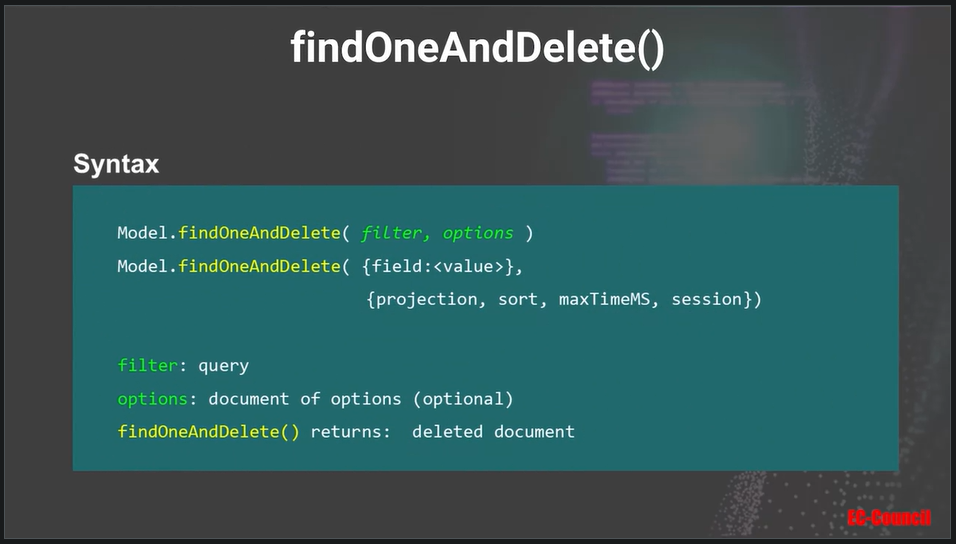 findOneAndDelete()
Syntax
Model.findOneAndDelete( filter, options )
Model.findOneAndDelete( {field:<value>},
{projection, sort, maxTimeMS, session})
filter: query
options: document of options (optional)
findOneAndDelete() returns: deleted document
EC-Council